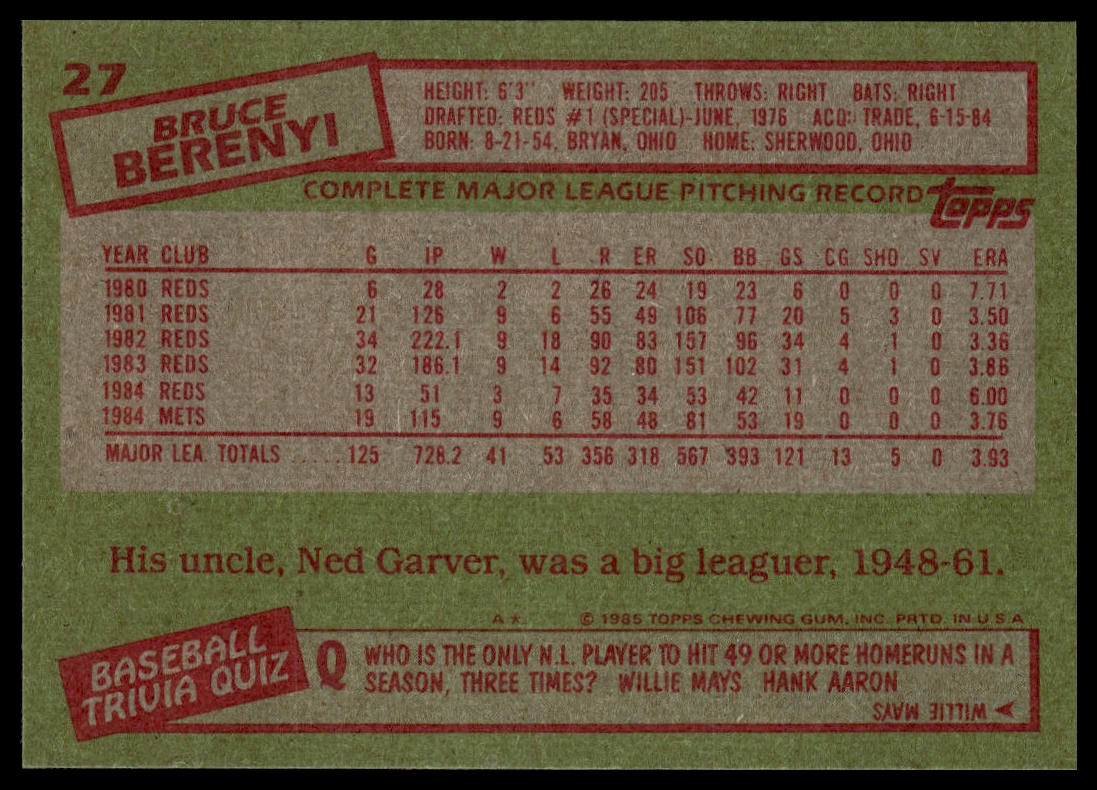 27
BRUCE
BERENYI
HEIGHT: 6'3" WEIGHT: 205 THROWS: RIGHT BATS: RIGHT
DRAFTED: REDS #1 (SPECIAL)-JUNE, 1976 ACQ: TRADE, 6-15-84
BORN: 8-21-54, BRYAN, OHIO HOME: SHERWOOD, OHIO
COMPLETE MAJOR LEAGUE PITCHING RECORD topps
YEAR CLUB G IP W L R ER SO BB GS CG SHO SV ERA
1980 REDS 6 28 2 2 26 24 19 23 6 0 0 0 7.71
1981 REDS 21 126 9 6 55 49 106 77 20 5 3 0 3.50
1982 REDS 34 222.1 9 18 90 83 157 96 34 4 1 0 3.36
1983 REDS 32 186.1 9 14 92 80 151 102 31 4 1 0 3.86
1984 REDS 13 51 3 7 35 34 53 42 11 0 0 0 6.00
1984 METS 19 115 9 6 58 48 81 53 19 0 0 0 3.76
MAJOR LEA. TOTALS .....125 728.2 41 53 356 318 567 393 121 13 5 0 3.93
His uncle, Ned Garver, was a big leaguer, 1948-61.
A* © 1985 TOPPS CHEWING GUM, INC. PRTD. IN U.S.A
BASEBALL
TRIVIA QUIZ
Q WHO IS THE ONLY N.L. PLAYER TO HIT 49 OR MORE HOMERUNS IN A
SEASON, THREE TIMES? WILLIE MAYS HANK AARON
WILLIE MAYS